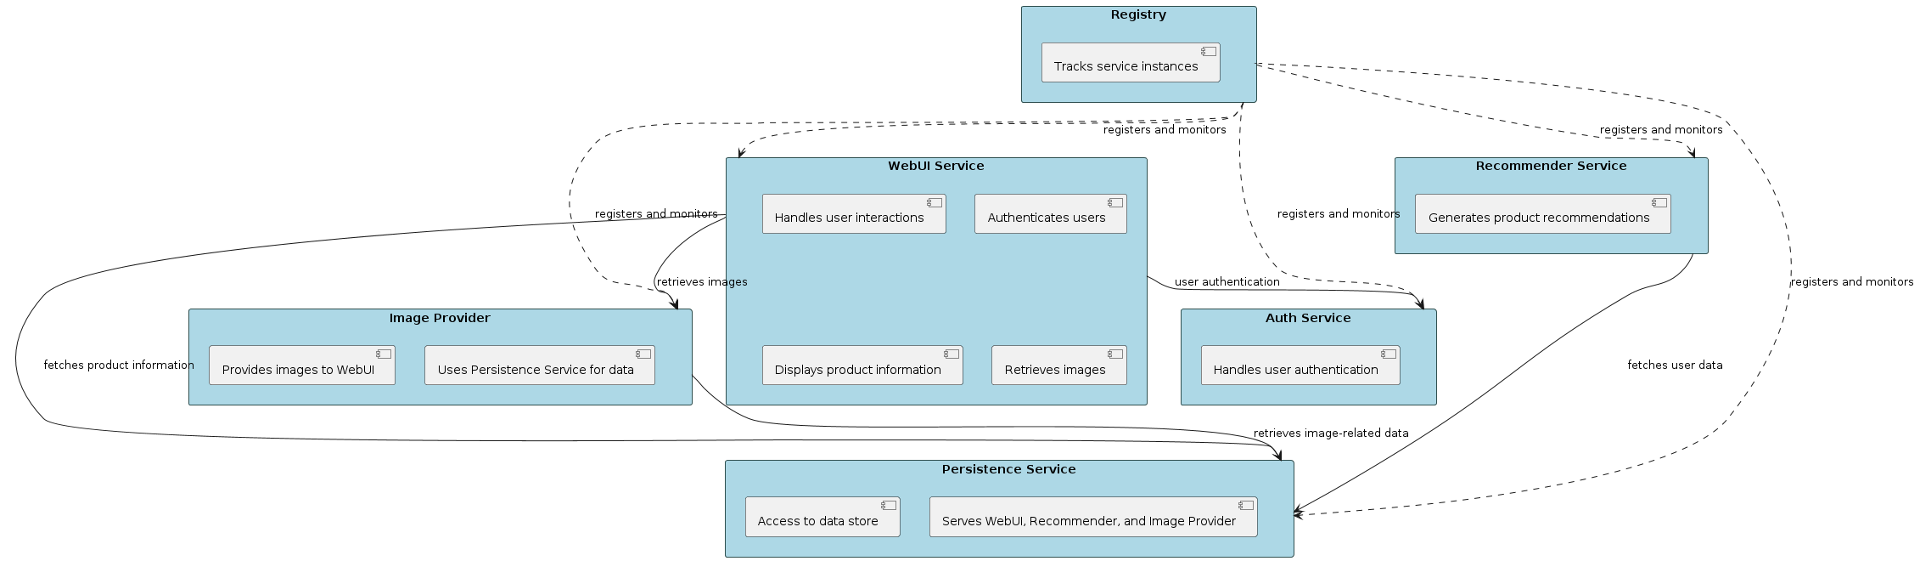 Registry
Tracks service instances
registers and monitors
registers and monitors
WebUI Service
Recommender Service
Handles user interactions
Authenticates users
Generates product recommendations
registers and monitors
registers and monitors
retrieves images
user authentication
registers and monitors
Image Provider
Auth Service
fetches product information
Provides images to WebUI
Uses Persistence Service for data
Displays product information
Retrieves images
Handles user authentication
fetches user data
retrieves image-related data
Persistence Service
Access to data store
Serves WebUI, Recommender, and Image Provider